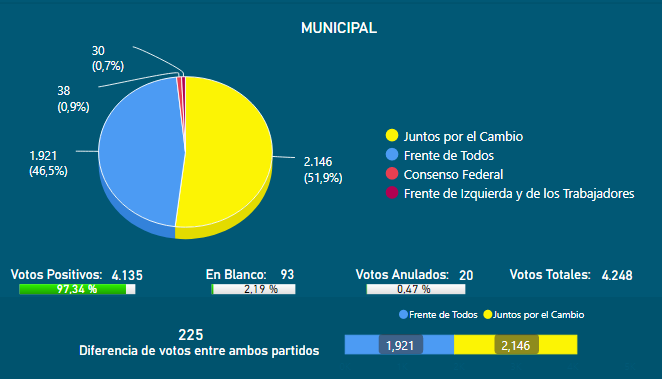 MUNICIPAL
30
(0,7%)
38
(0,9%)
1.921
(46,5%)
2.146
(51,9%)
Juntos por el Cambio
Frente de Todos
Consenso Federal
Frente de Izquierda y de los Trabajadores
Votos Positivos: 4.135
97,34 %
En Blanco: 93
2,19 %
Votos Anulados: 20
0,47 %
Votos Totales: 4.248
Frente de Todos Juntos por el Cambio
225
Diferencia de votos entre ambos partidos
1,921 2,146